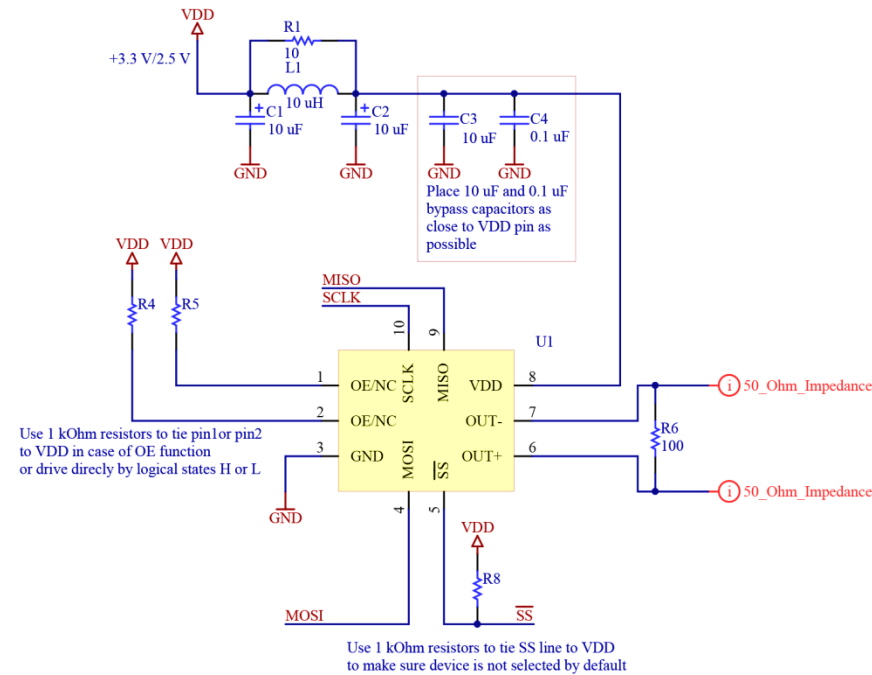 VDD
+3.3 V/2.5 V
R1
10
L1
10 uH
C1
10 uF
C2
10 uF
C3
10 uF
C4
0.1 uF
GND
GND
GND
GND
Place 10 uF and 0.1 uF
bypass capacitors as
close to VDD pin as
possible
VDD
VDD
R4
R5
MISO
SCLK
10
9
U1
1
OE/NC
SCLK
MISO
VDD
8
2
OE/NC
OUT-
7
3
GND
MOSI
SS
OUT+
6
4
5
i 50_Ohm_Impedance
R6
100
i 50_Ohm_Impedance
Use 1 kOhm resistors to tie pin1or pin2
to VDD in case of OE function
or drive direcly by logical states H or L
GND
VDD
R8
MOSI
SS
Use 1 kOhm resistors to tie SS line to VDD
to make sure device is not selected by default